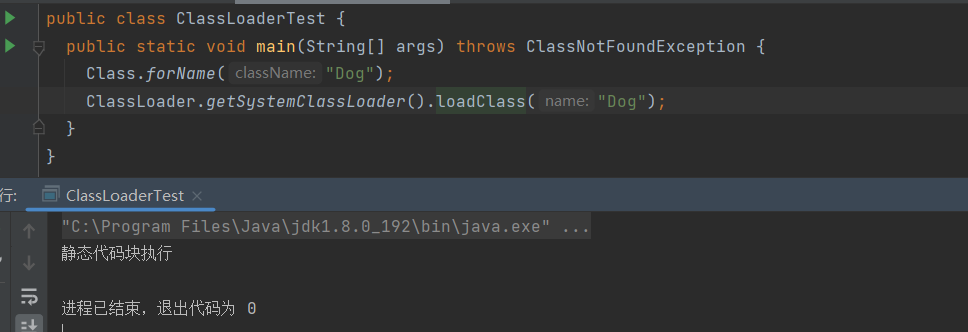 public class ClassLoaderTest {
public static void main(String[] args) throws ClassNotFoundException {
Class.forName( className: "Dog");
ClassLoader.getSystemClassLoader().loadClass( name: "Dog");
}
}
行: ClassLoaderTest ×
"C:\Program Files\Java\jdk1.8.0_192\bin\java.exe" ...
静态代码块执行
进程已结束，退出代码为 0